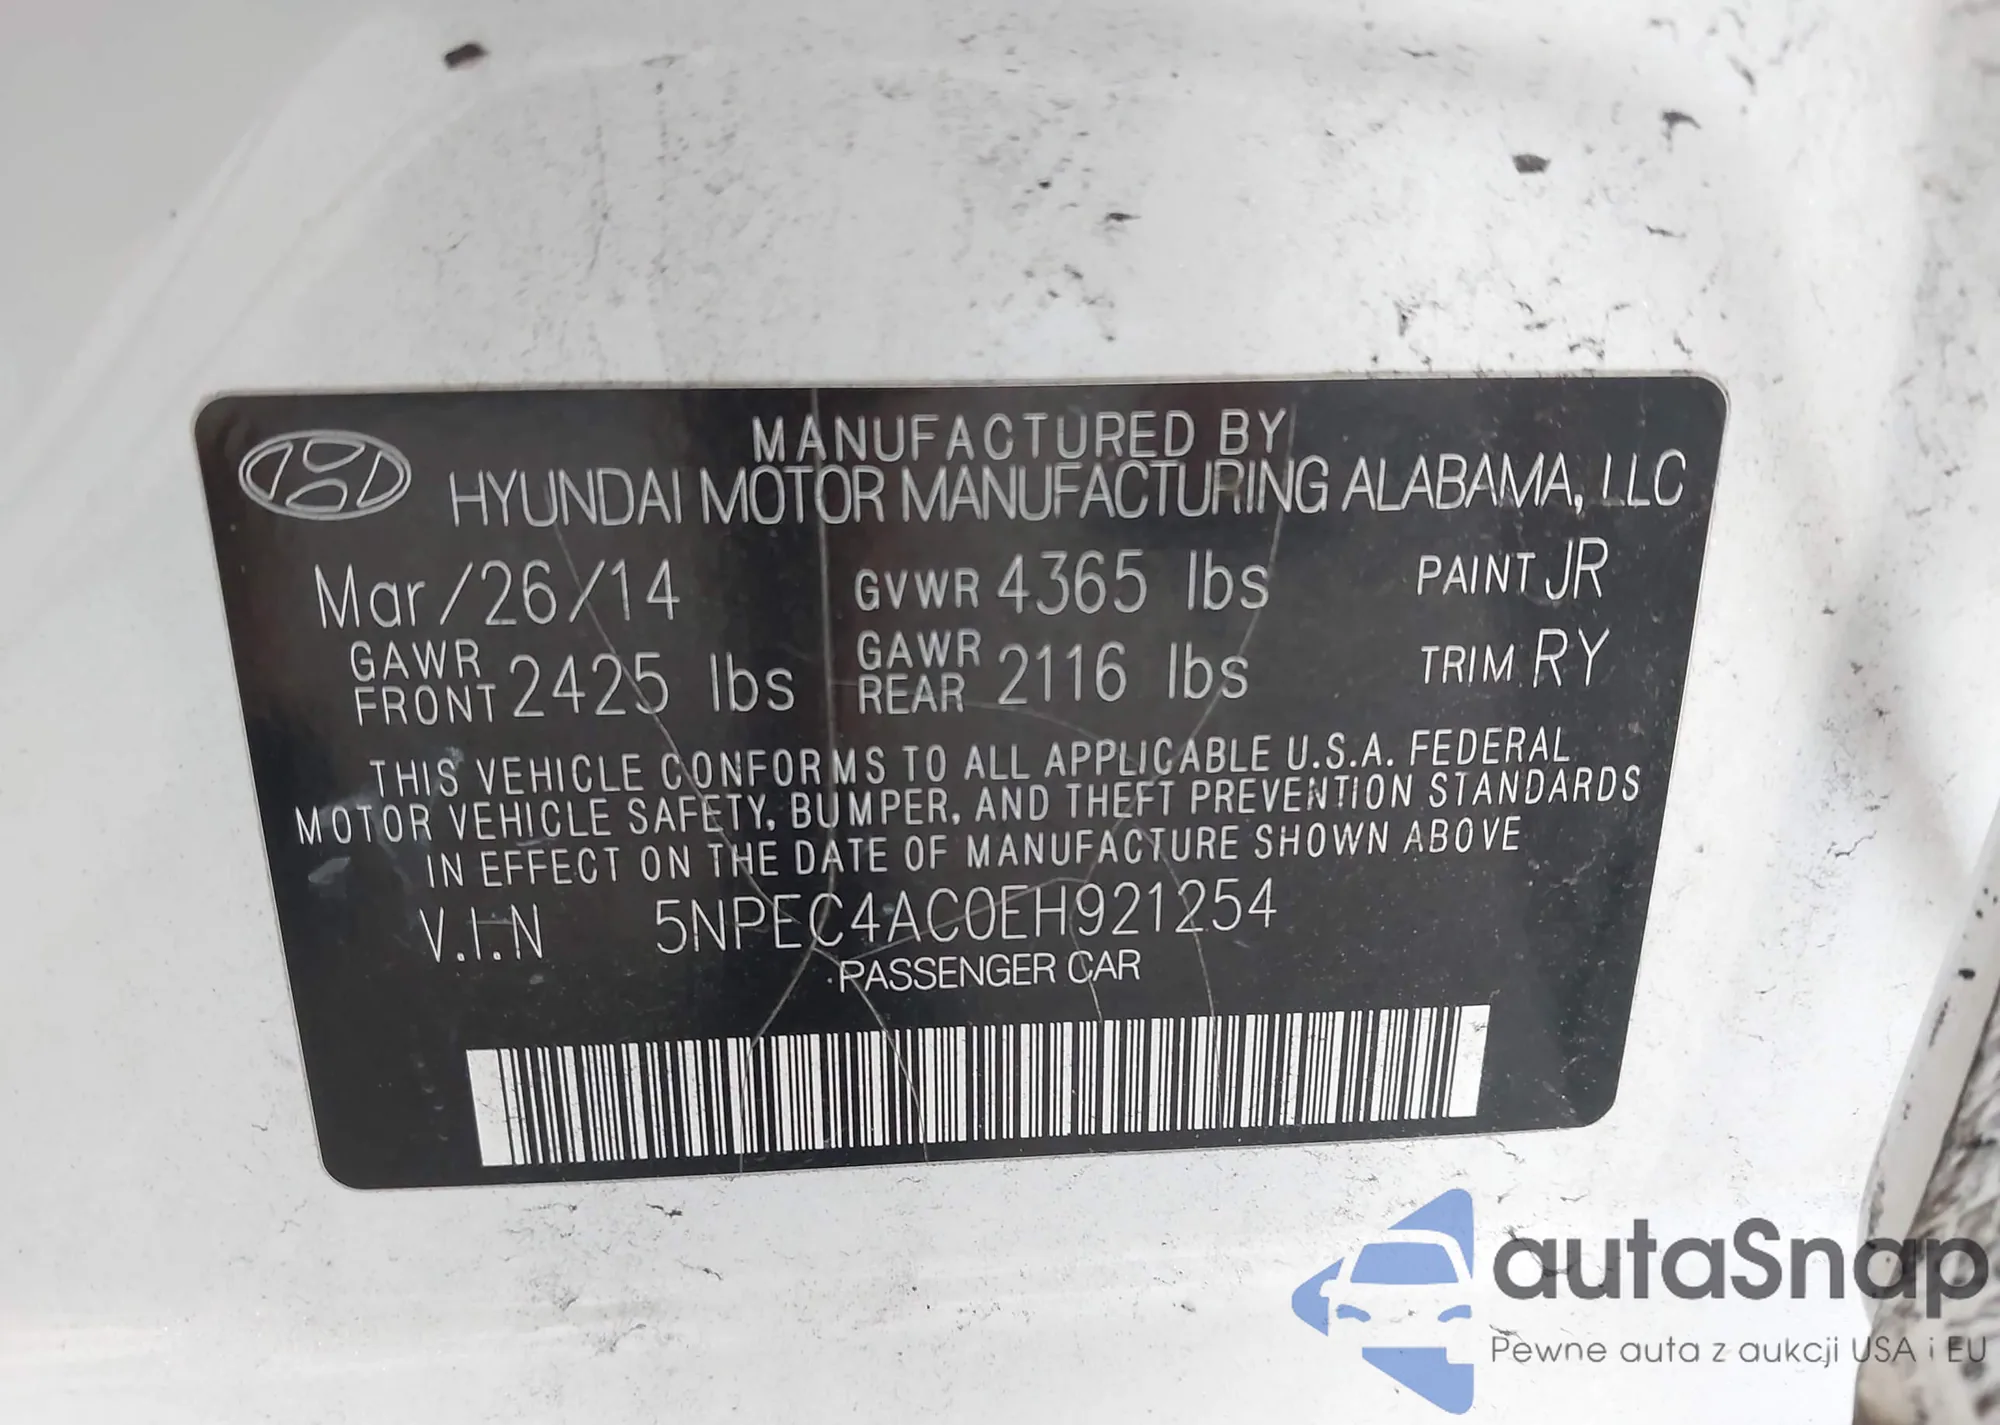 MANUFACTURED BY
HYUNDAI MOTOR MANUFACTURING ALABAMA, LLC
Mar/26/14 GVWR 4365 lbs PAINT JR
GAWR FRONT 2425 lbs GAWR REAR 2116 lbs TRIM RY
THIS VEHICLE CONFORMS TO ALL APPLICABLE U.S.A. FEDERAL
MOTOR VEHICLE SAFETY, BUMPER, AND THEFT PREVENTION STANDARDS
IN EFFECT ON THE DATE OF MANUFACTURE SHOWN ABOVE
V.I.N 5NPEC4AC0EH921254
PASSENGER CAR
autaSnap
Pewne auta z aukcji USA i EU